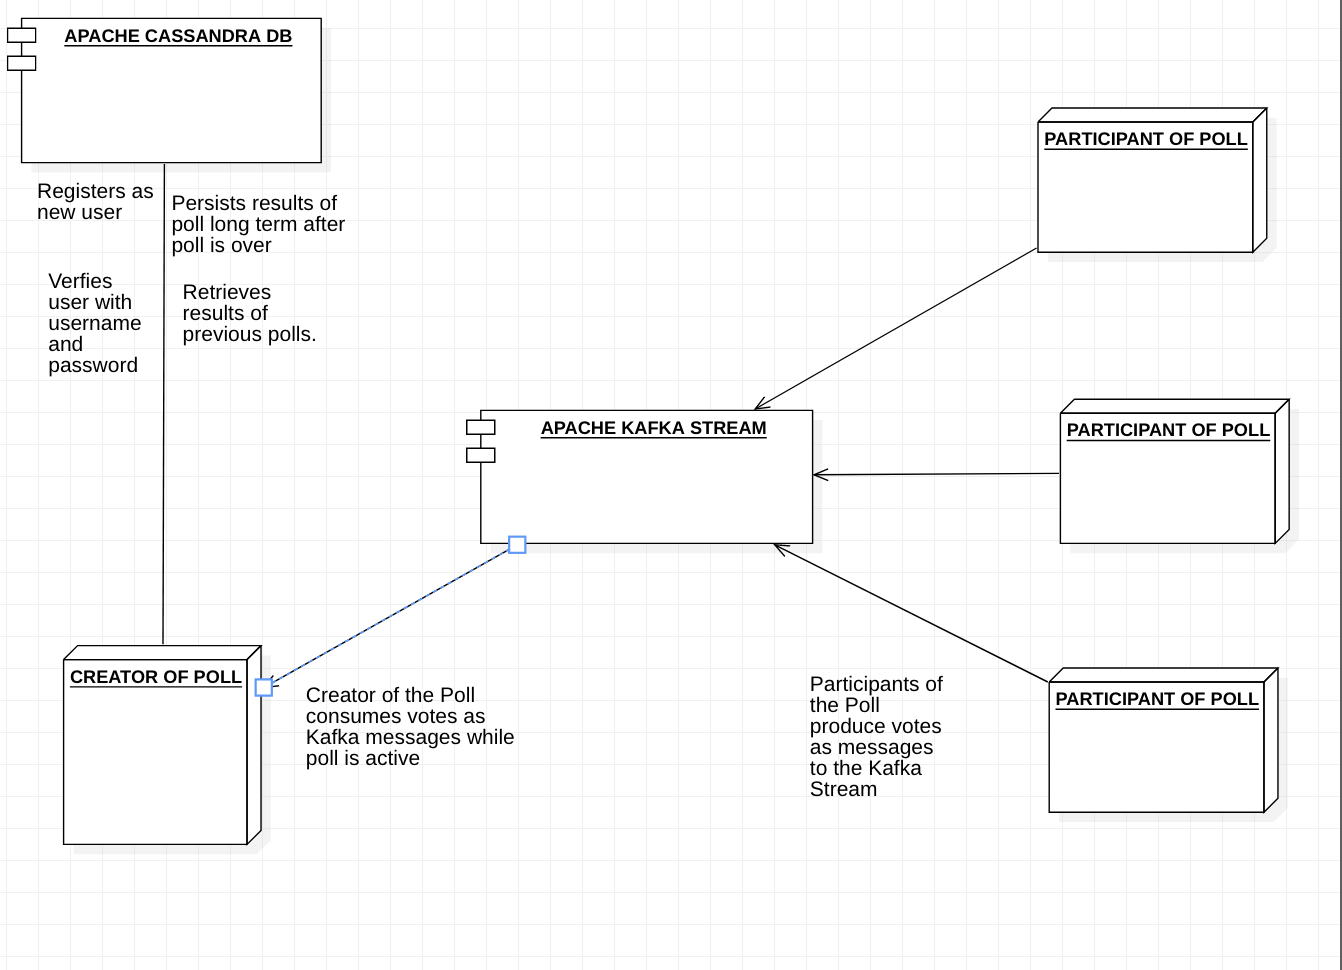 APACHE CASSANDRA DB
PARTICIPANT OF POLL
Registers as
new user
Persists results of
poll long term after
poll is over
Verfies
user with
username
and
password
Retrieves
results of
previous polls.
APACHE KAFKA STREAM
PARTICIPANT OF POLL
CREATOR OF POLL
Creator of the Poll
consumes votes as
Kafka messages while
poll is active
Participants of
the Poll
produce votes
as messages
to the Kafka
Stream
PARTICIPANT OF POLL